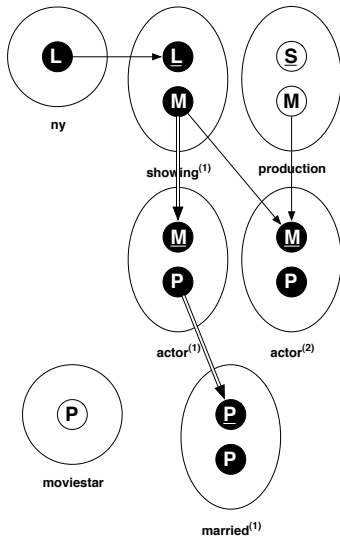 L L S
M M
ny
showing(1) production
M M
P P
actor(1) actor(2)
P P
P
moviestar
married(1)